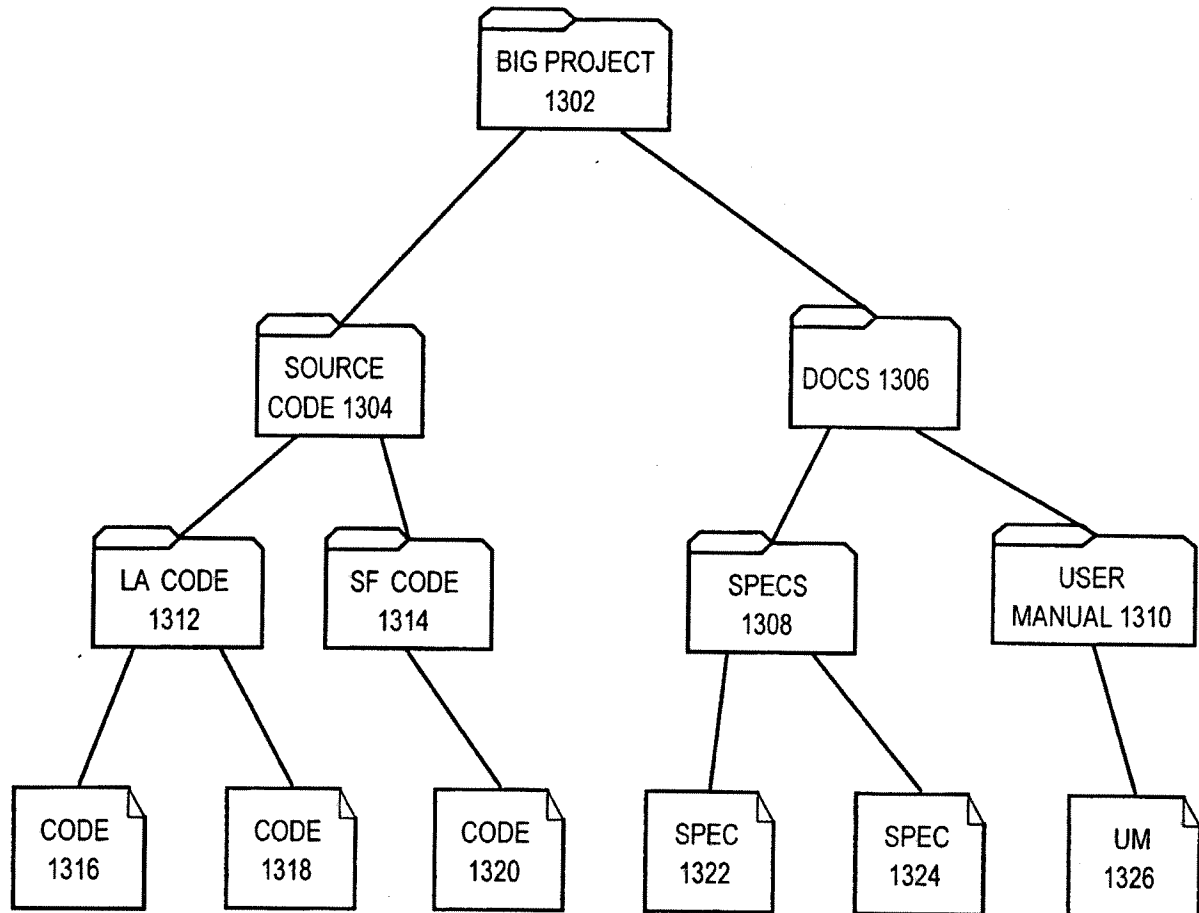 BIG PROJECT
1302
SOURCE
CODE 1304
DOCS 1306
LA CODE
1312
SF CODE
1314
SPECS
1308
USER
MANUAL 1310
CODE
1316
CODE
1318
CODE
1320
SPEC
1322
SPEC
1324
UM
1326